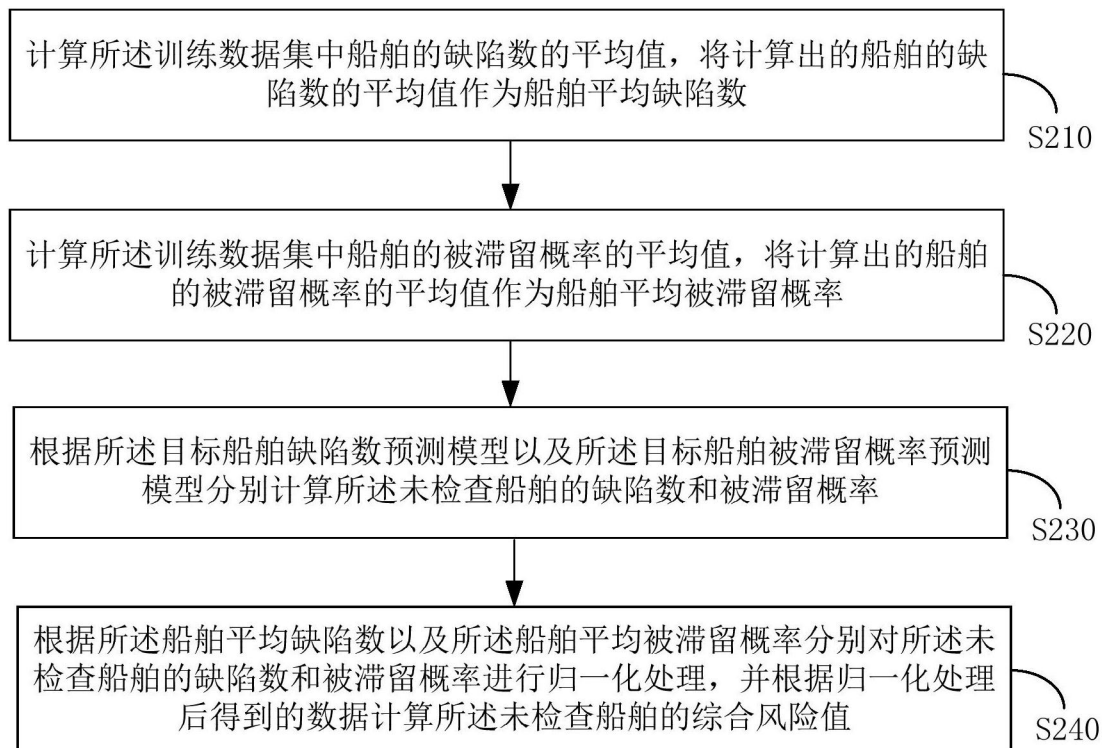 计算所述训练数据集中船舶的缺陷数的平均值，将计算出的船舶的缺
陷数的平均值作为船舶平均缺陷数
S210
计算所述训练数据集中船舶的被滞留概率的平均值，将计算出的船舶
的被滞留概率的平均值作为船舶平均被滞留概率
S220
根据所述目标船舶缺陷数预测模型以及所述目标船舶被滞留概率预测
模型分别计算所述未检查船舶的缺陷数和被滞留概率
S230
根据所述船舶平均缺陷数以及所述船舶平均被滞留概率分别对所述未
检查船舶的缺陷数和被滞留概率进行归一化处理，并根据归一化处理
后得到的数据计算所述未检查船舶的综合风险值
S240